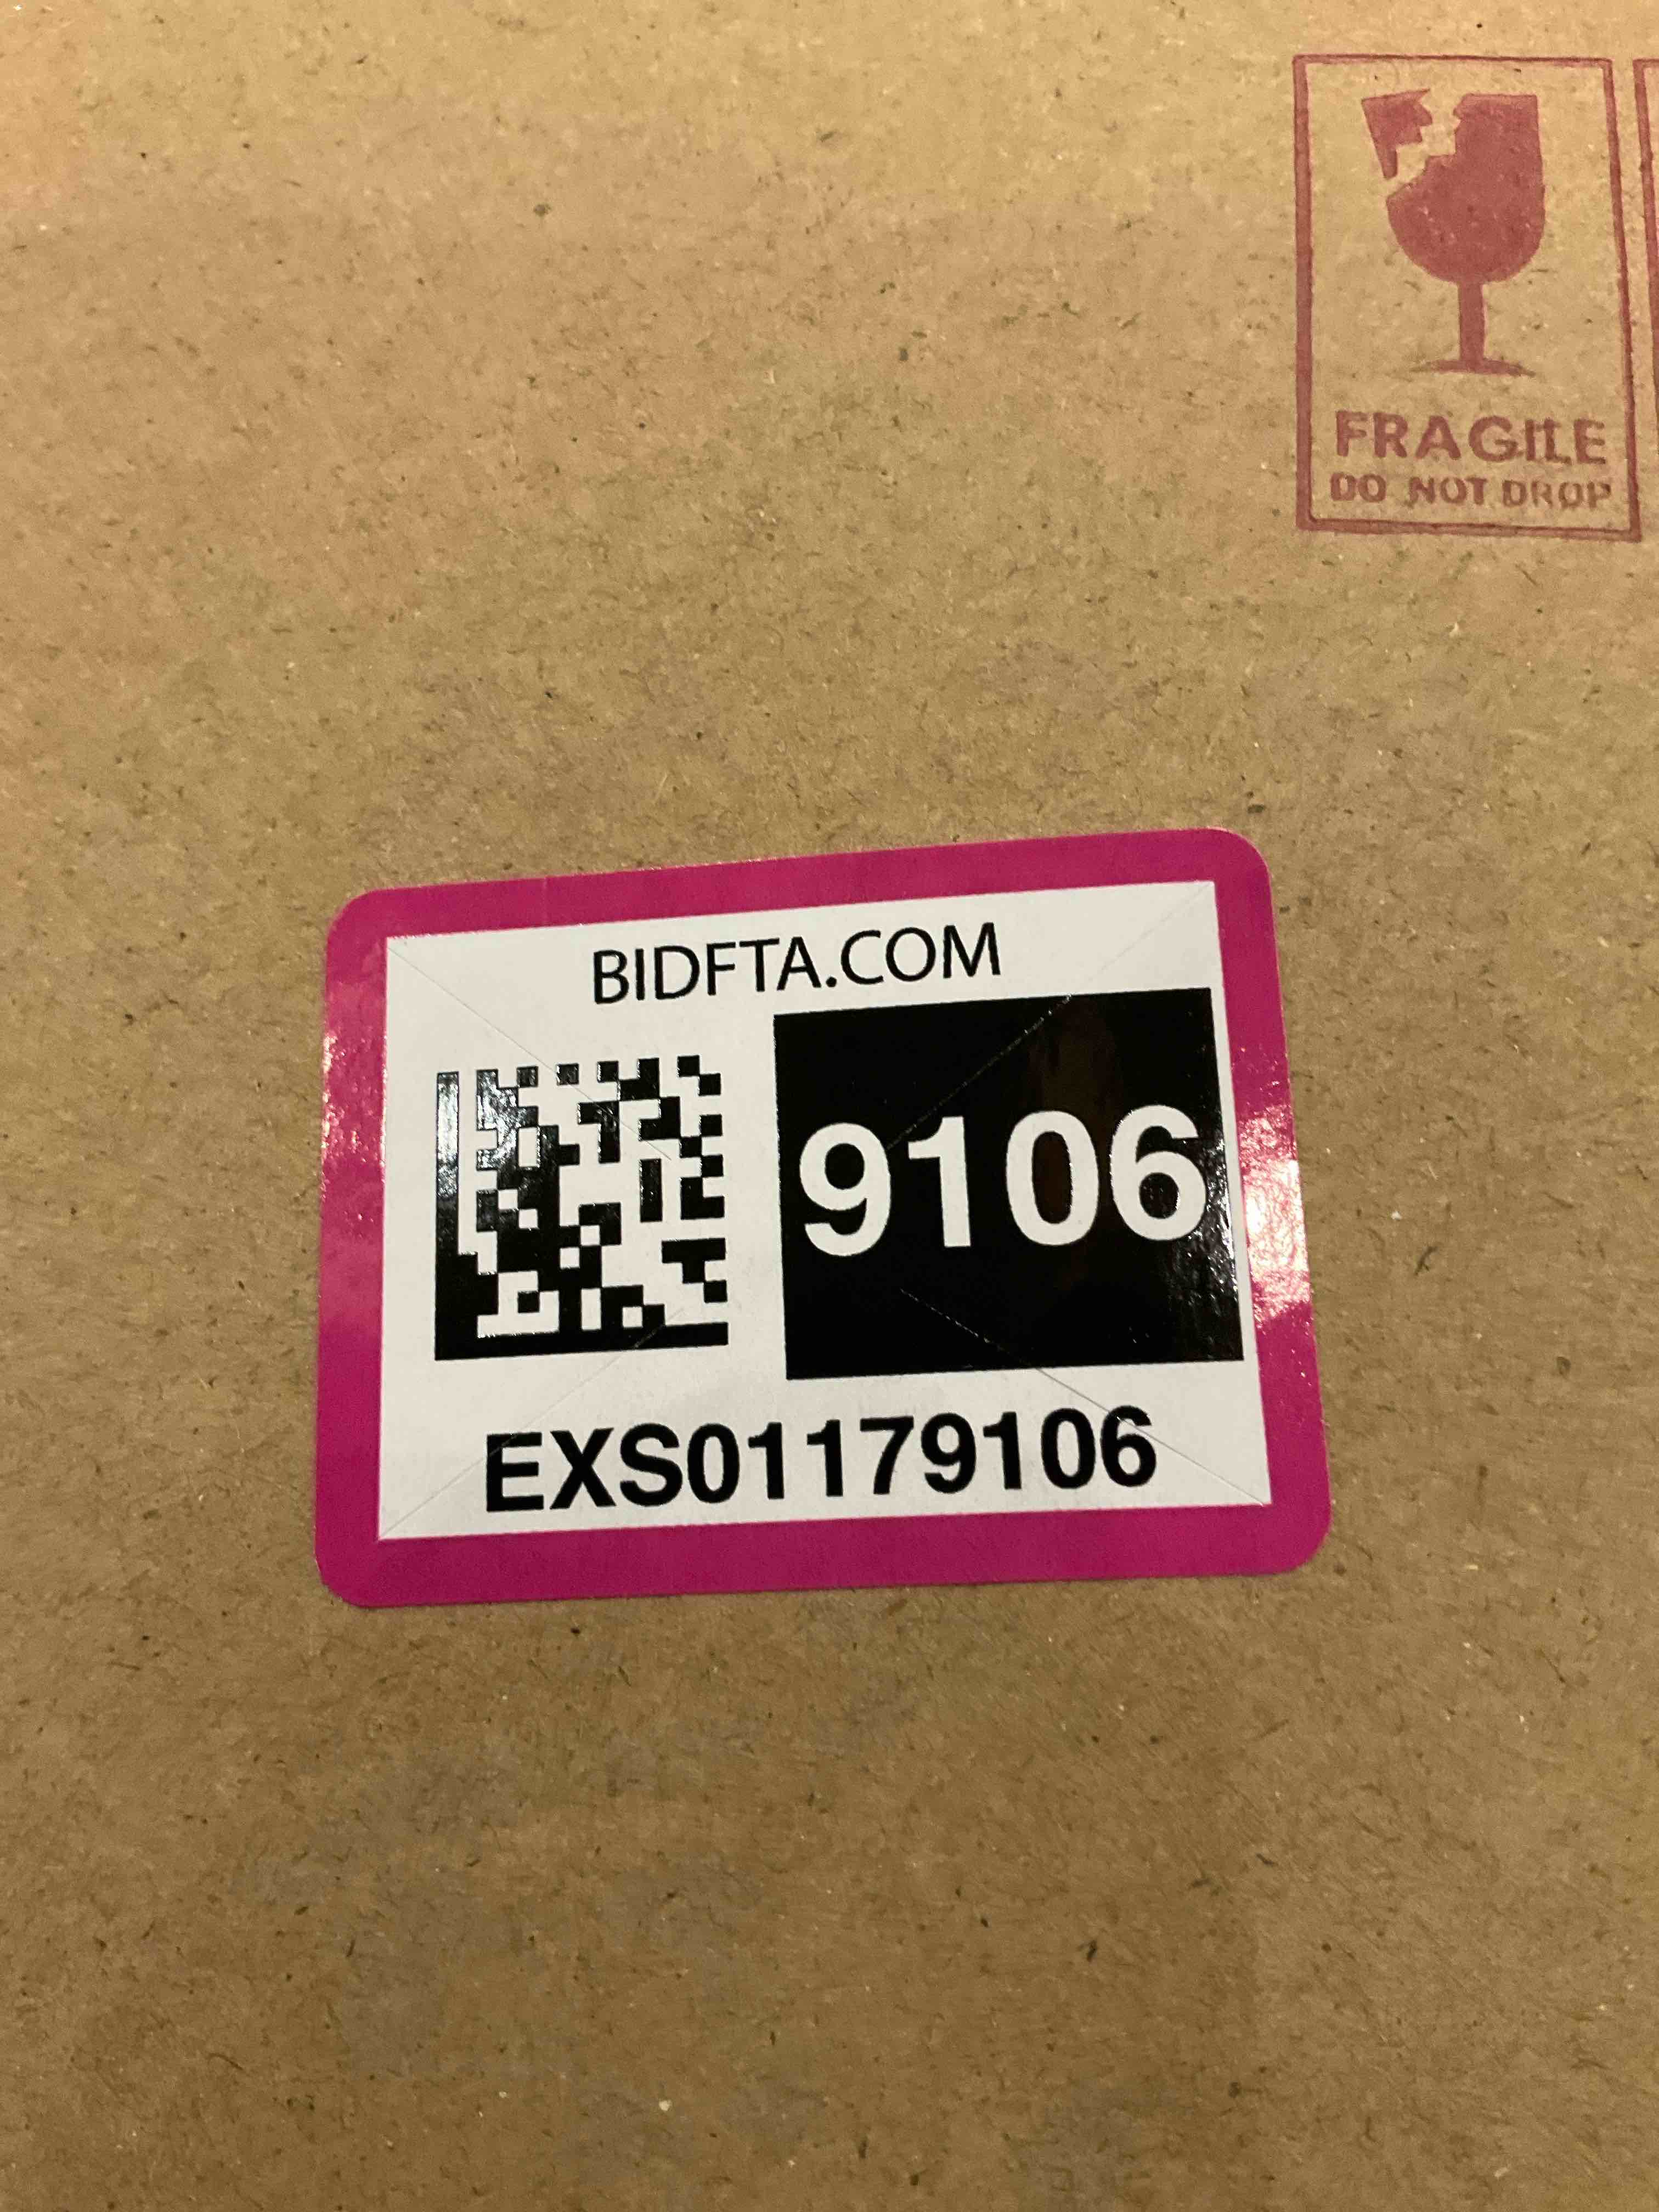 FRAGILE
DO NOT DROP
BIDFTA.COM
9106
EXS01179106